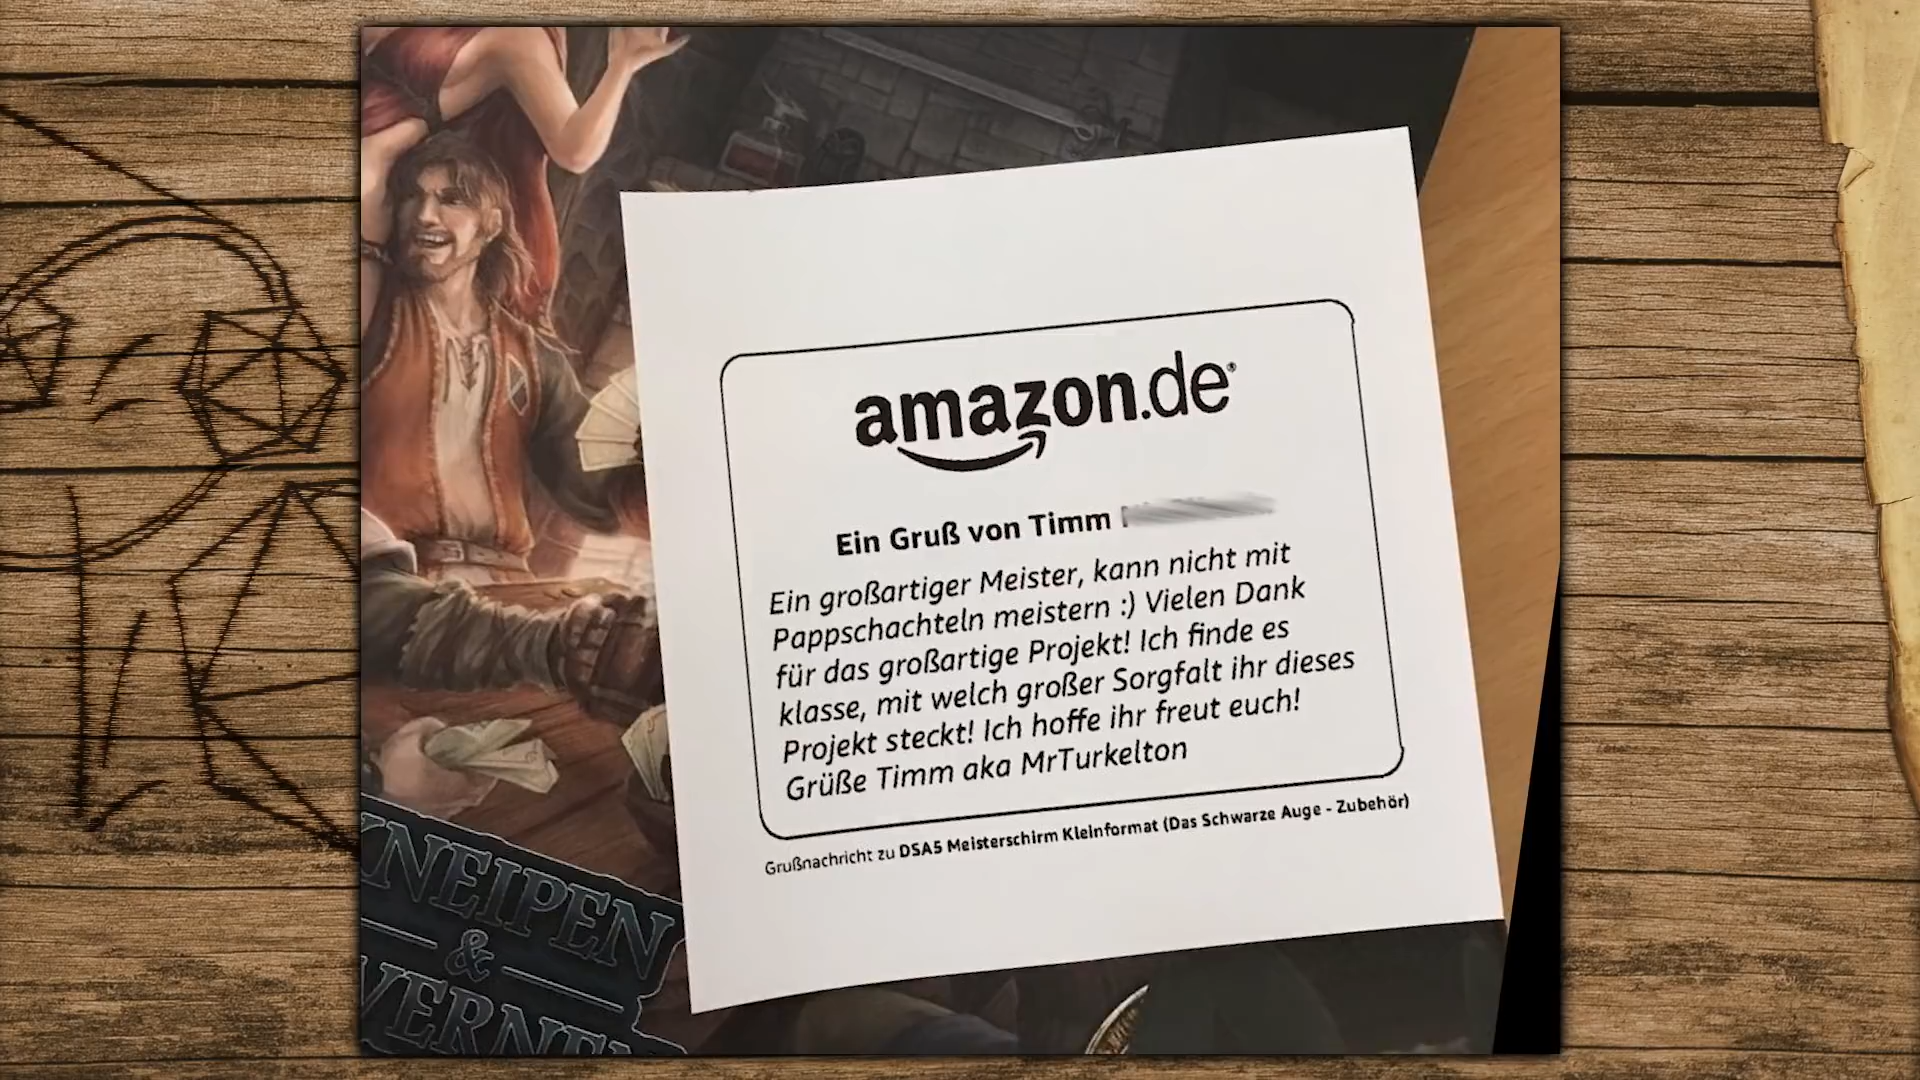 amazon.de
Ein Gruß von Timm
Ein großartiger Meister, kann nicht mit
Pappschachteln meistern :) Vielen Dank
für das großartige Projekt! Ich finde es
klasse, mit welch großer Sorgfalt ihr dieses
Projekt steckt! Ich hoffe ihr freut euch!
Grüße Timm aka MrTurkelton
Grußnachricht zu DSA5 Meisterschirm Kleinformat (Das Schwarze Auge - Zubehör)
KNEIPEN
&